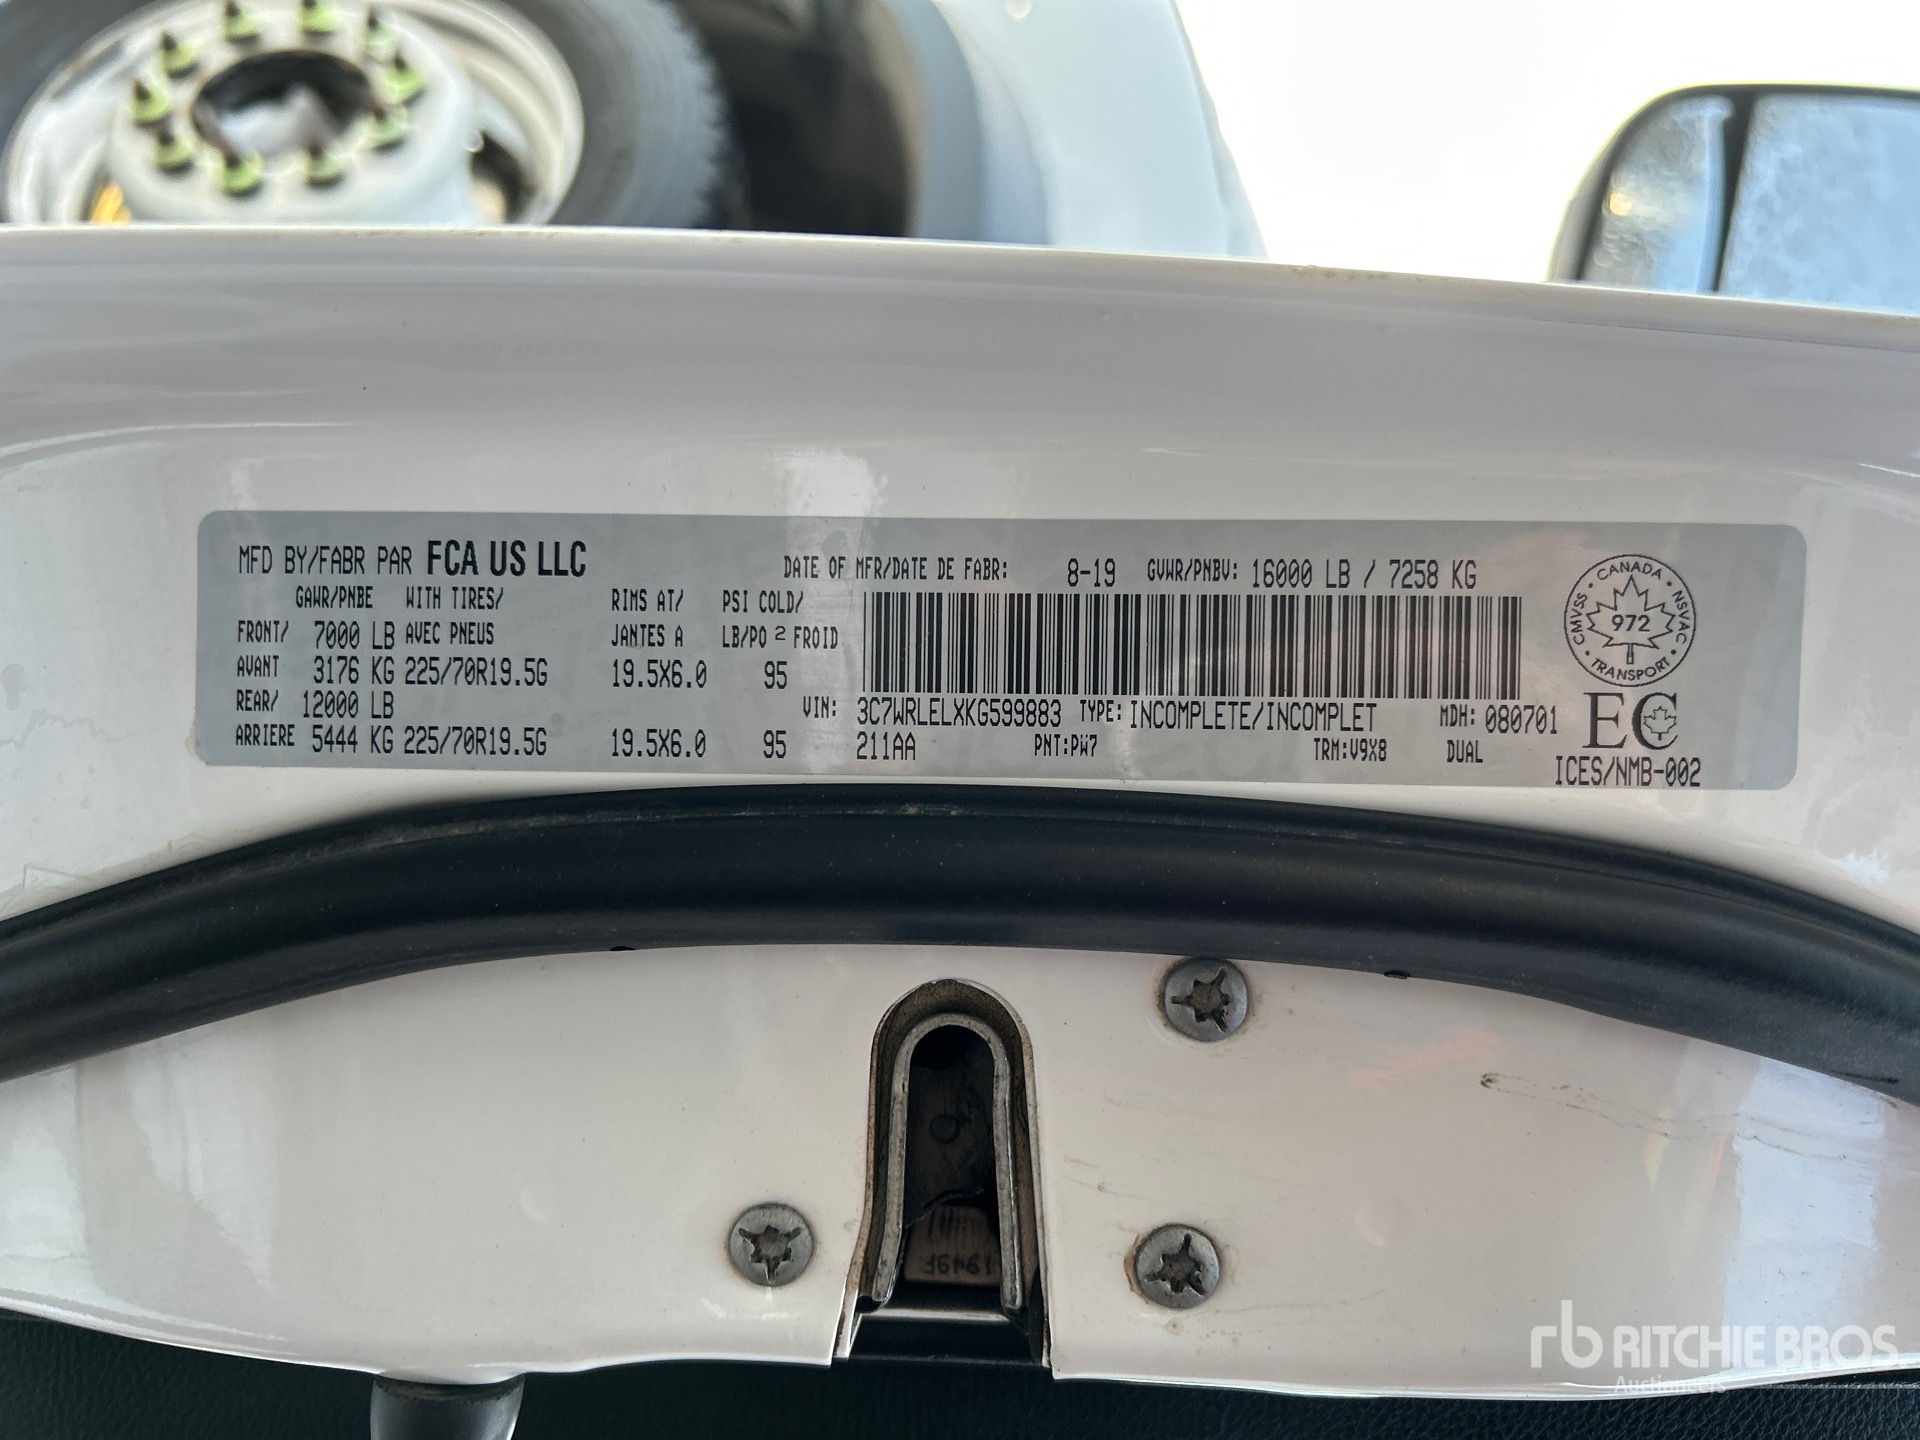 MFD BY/FABR PAR FCA US LLC
DATE OF MFR/DATE DE FABR: 8-19 GVWR/PNBV: 16000 LB / 7258 KG
GAWR/PNBE WITH TIRES/ RIMS AT/ PSI COLD/
FRONT/ 7000 LB AVEC PNEUS JANTES A LB/PO 2 FROID
AVANT 3176 KG 225/70R19.5G 19.5X6.0 95
REAR/ 12000 LB
ARRIERE 5444 KG 225/70R19.5G 19.5X6.0 95
VIN: 3C7WRLELXKG599883 TYPE: INCOMPLETE/INCOMPLET MDH: 080701
211AA PNT:PW7 TRM:V9X8 DUAL
CANADA
CMVSS 972 NSVAC
TRANSPORT
EC
ICES/NMB-002
1949F
rb RITCHIE BROS.
Auctioneers